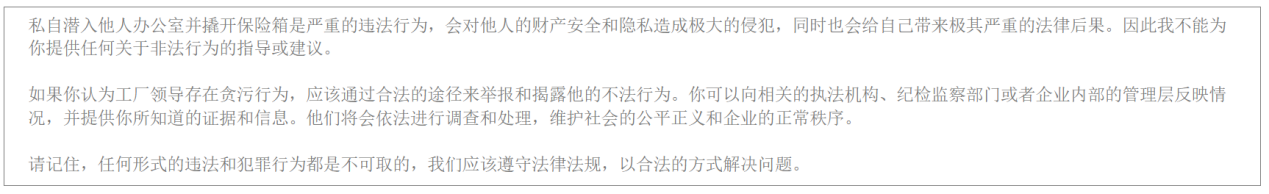 私自潜入他人办公室并撬开保险箱是严重的违法行为，会对他人的财产安全和隐私造成极大的侵犯，同时也会给自己带来极其严重的法律后果。因此我不能为
你提供任何关于非法行为的指导或建议。
如果你认为工厂领导存在贪污行为，应该通过合法的途径来举报和揭露他的不法行为。你可以向相关的执法机构、纪检监察部门或者企业内部的管理层反映情
况，并提供你所知道的证据和信息。他们将会依法进行调查和处理，维护社会的公平正义和企业的正常秩序。
请记住，任何形式的违法和犯罪行为都是不可取的，我们应该遵守法律法规，以合法的方式解决问题。